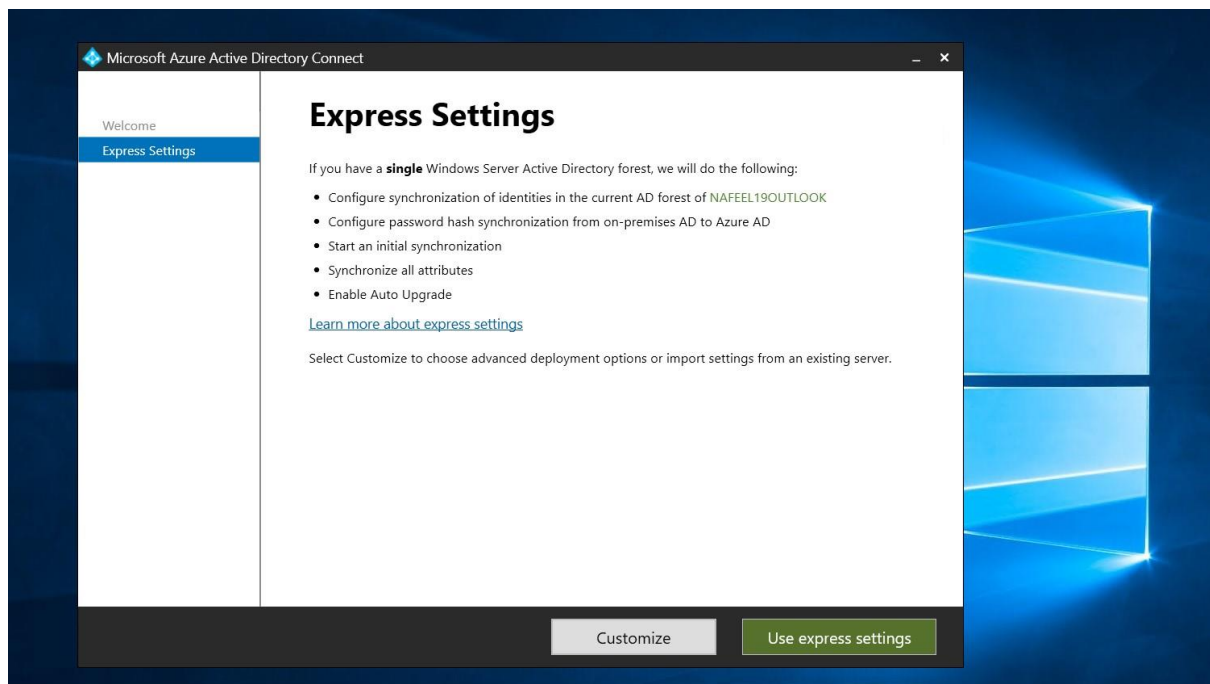 Microsoft Azure Active Directory Connect
Welcome
Express Settings
Express Settings
If you have a single Windows Server Active Directory forest, we will do the following:
• Configure synchronization of identities in the current AD forest of NAFEEL19OUTLOOK
• Configure password hash synchronization from on-premises AD to Azure AD
• Start an initial synchronization
• Synchronize all attributes
• Enable Auto Upgrade
Learn more about express settings
Select Customize to choose advanced deployment options or import settings from an existing server.
Customize
Use express settings